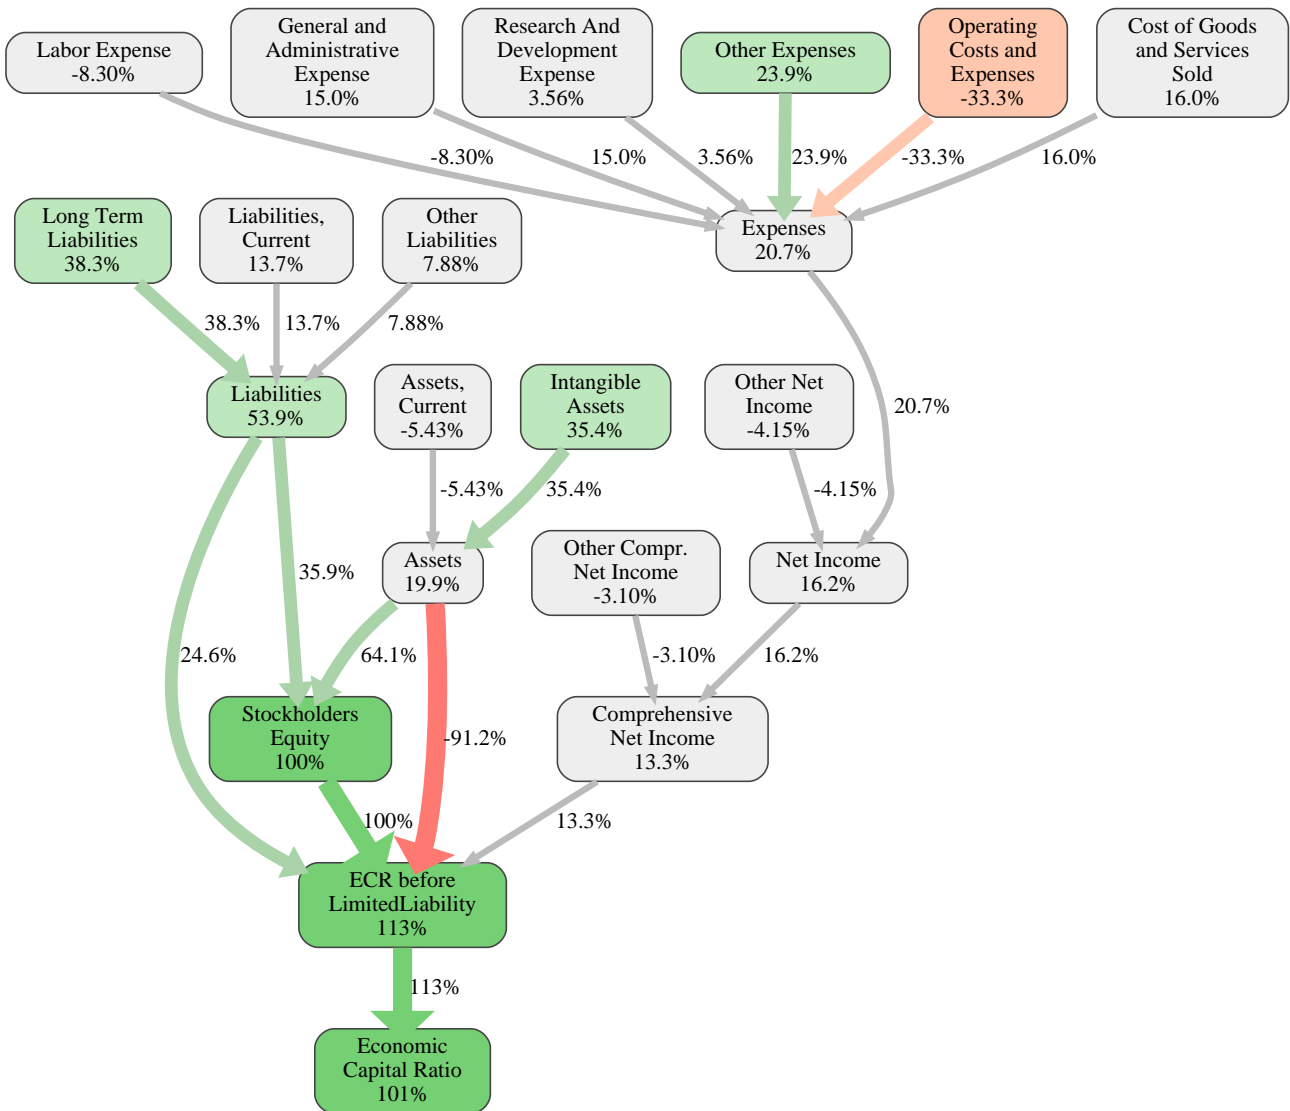 Labor Expense
-8.30%
General and
Administrative
Expense
15.0%
Research And
Development
Expense
3.56%
Other Expenses
23.9%
Operating
Costs and
Expenses
-33.3%
Cost of Goods
and Services
Sold
16.0%
-8.30%
15.0%
3.56%
23.9%
-33.3%
16.0%
Long Term
Liabilities
38.3%
Liabilities,
Current
13.7%
Other
Liabilities
7.88%
Expenses
20.7%
38.3%
13.7%
7.88%
Liabilities
53.9%
Assets,
Current
-5.43%
Intangible
Assets
35.4%
Other Net
Income
-4.15%
20.7%
-5.43%
35.4%
-4.15%
35.9%
Assets
19.9%
Other Compr.
Net Income
-3.10%
Net Income
16.2%
24.6%
64.1%
-3.10%
16.2%
Stockholders
Equity
100%
-91.2%
Comprehensive
Net Income
13.3%
100%
13.3%
ECR before
LimitedLiability
113%
113%
Economic
Capital Ratio
101%